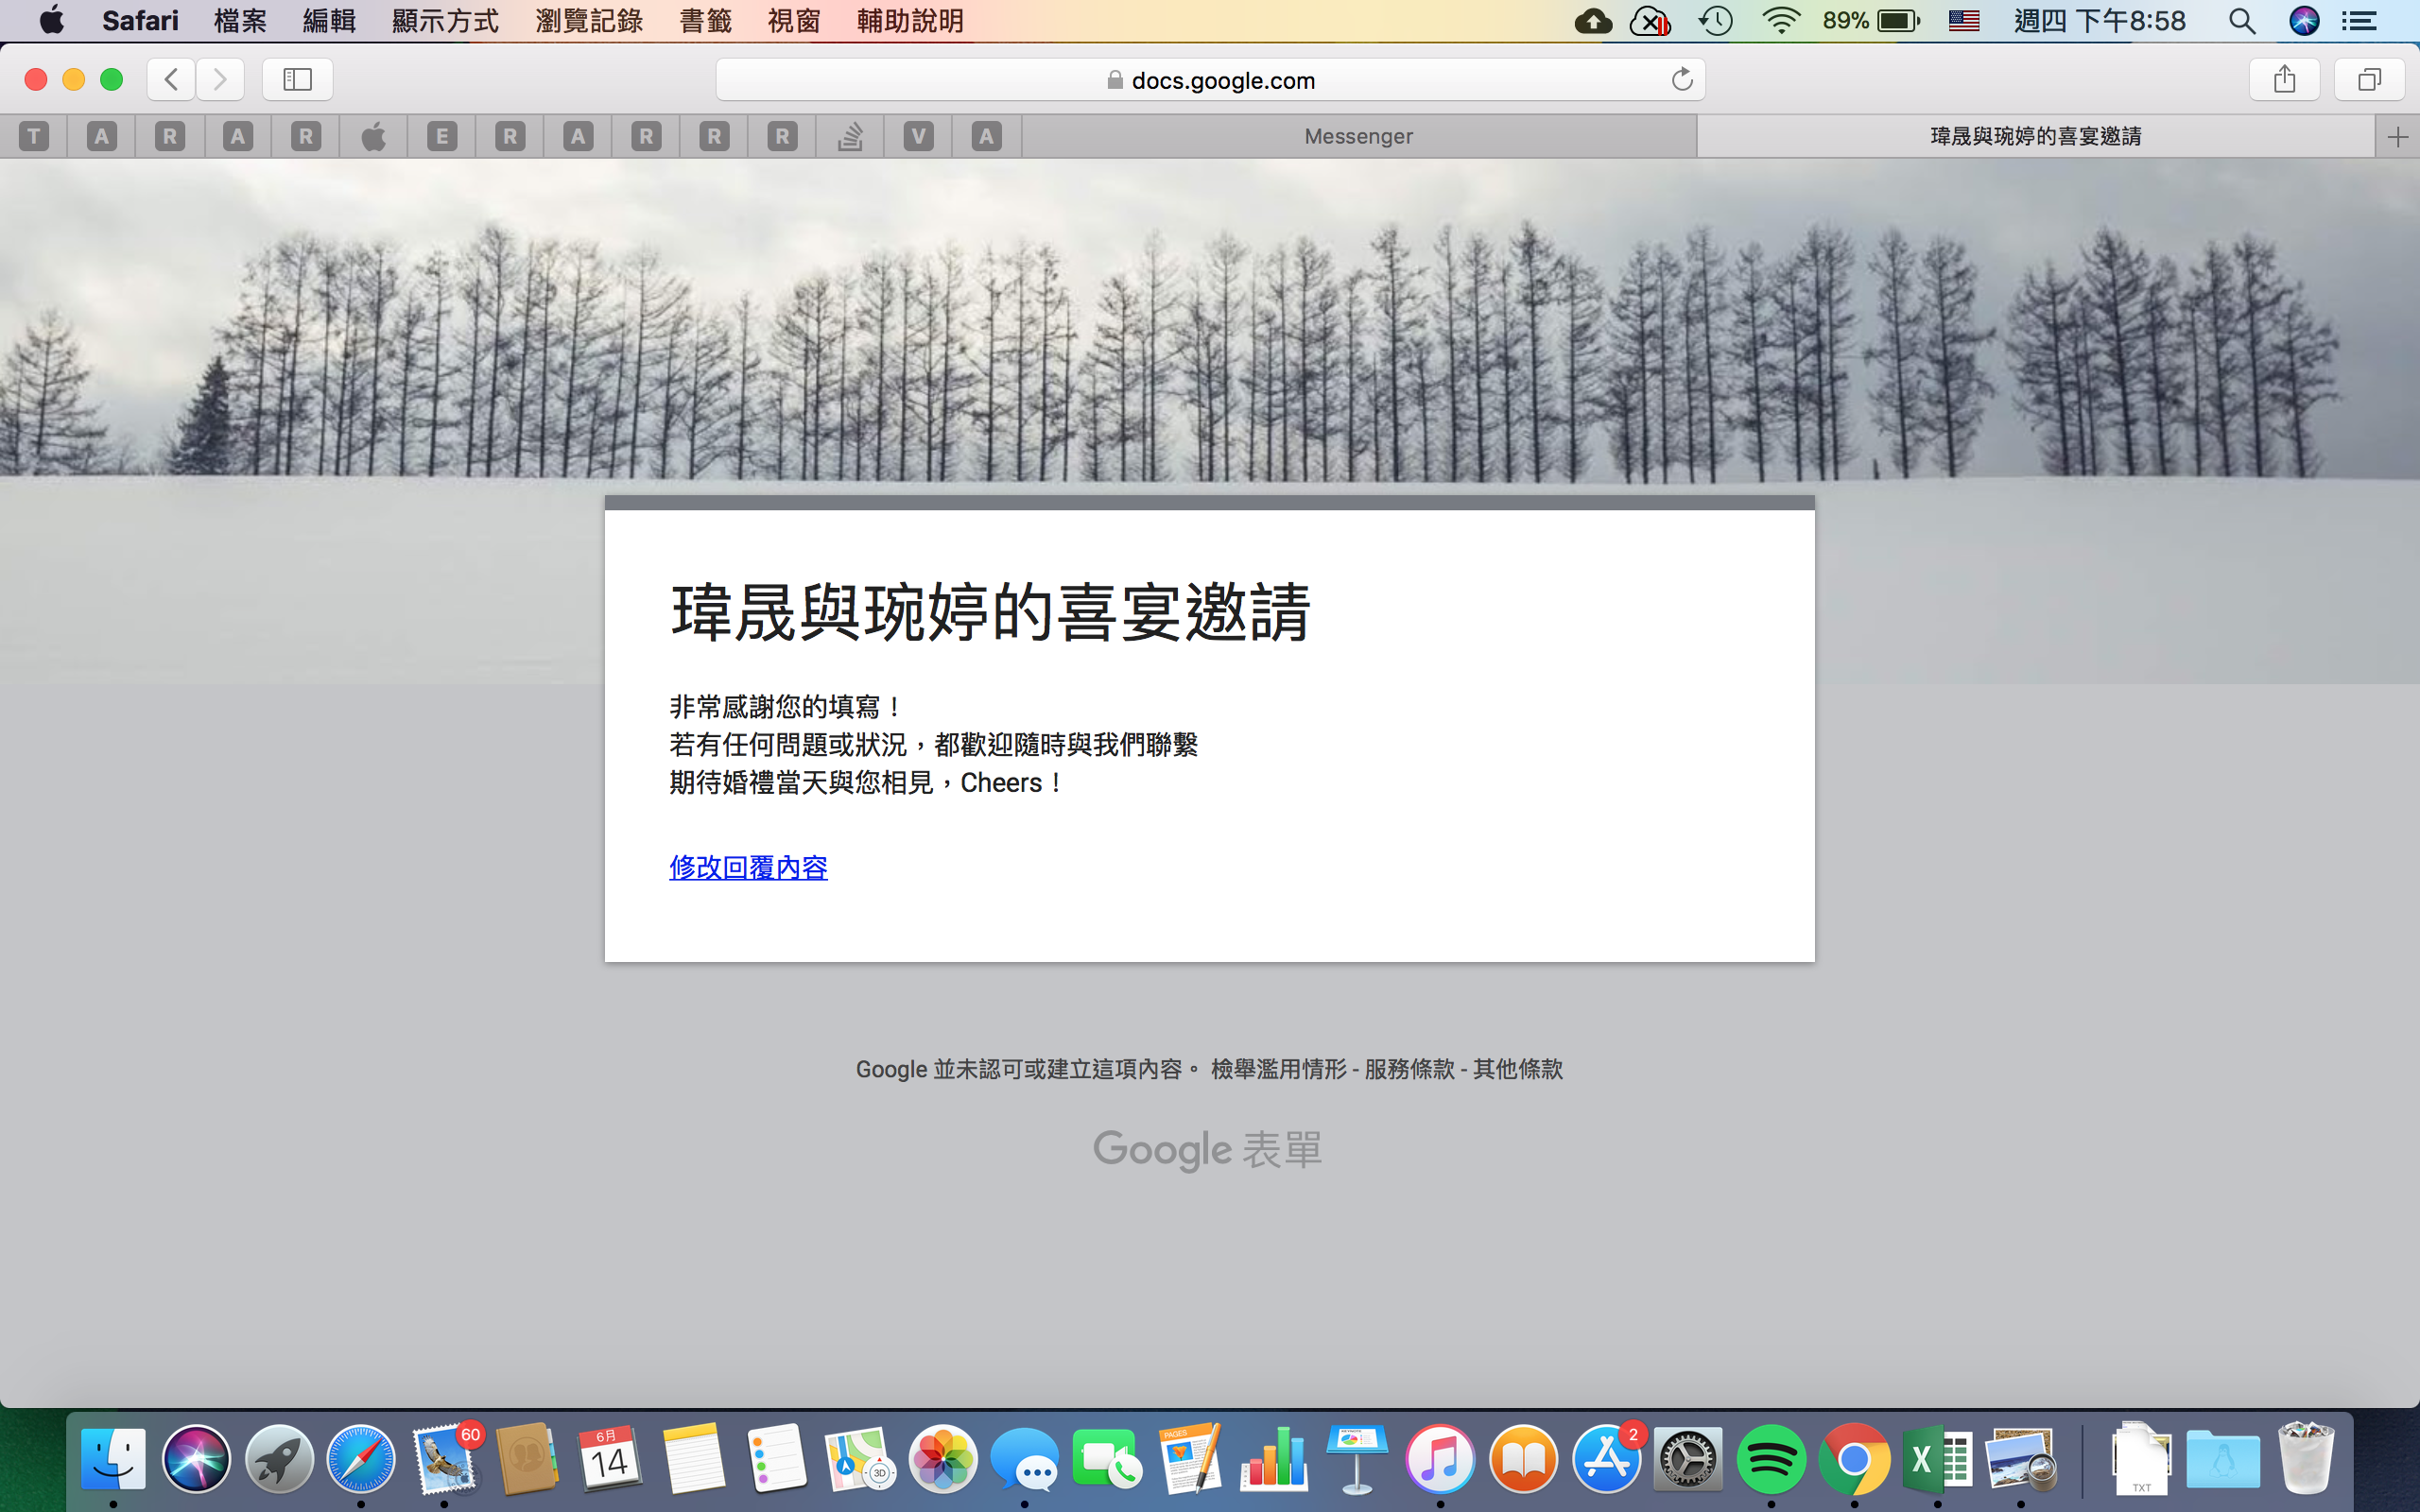 Safari 檔案 編輯 顯示方式 瀏覽記錄 書籤 視窗 輔助說明 89% 週四 下午8:58
docs.google.com
T A R A R E R A R R R V A Messenger 瑋晟與琬婷的喜宴邀請
瑋晟與琬婷的喜宴邀請
非常感謝您的填寫！
若有任何問題或狀況，都歡迎隨時與我們聯繫
期待婚禮當天與您相見，Cheers！
修改回覆內容
Google 並未認可或建立這項內容。 檢舉濫用情形 - 服務條款 - 其他條款
Google 表單
60
6月
14
3D
PAGES
2
X
TXT